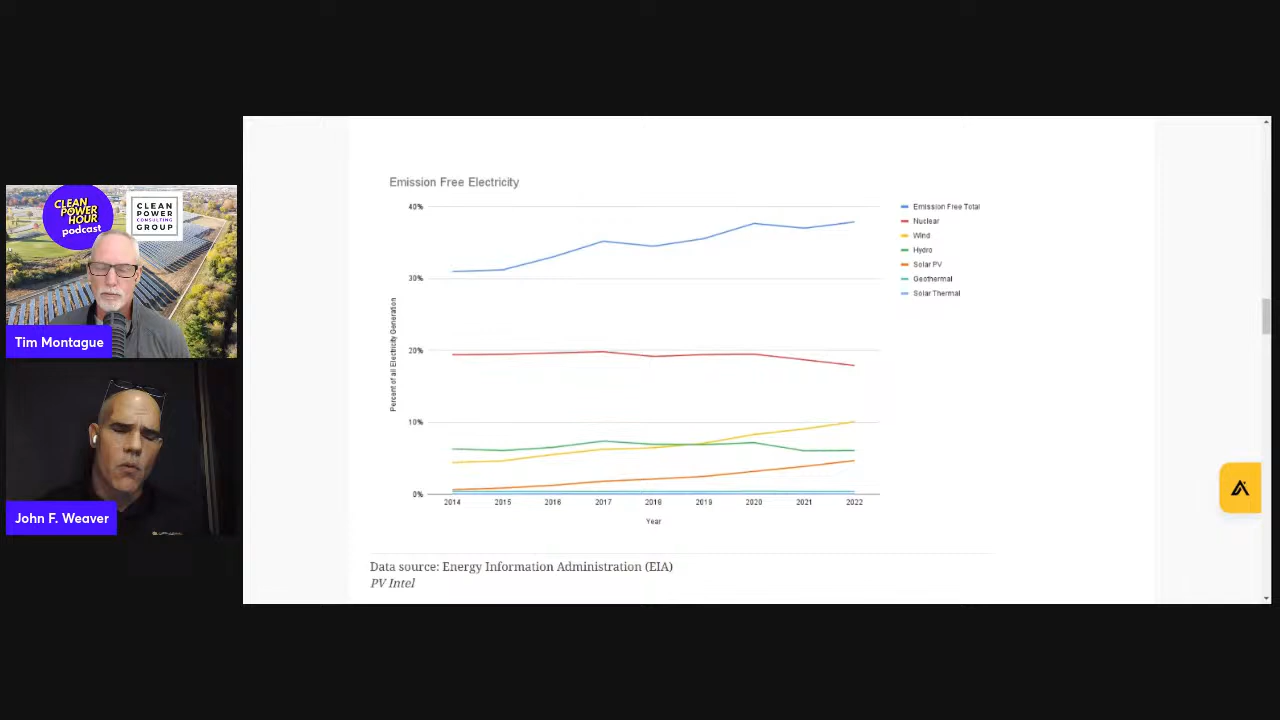 CLEAN
POWER
HOUR
podcast
CLEAN
POWER
CONSULTING
GROUP
Tim Montague
John F. Weaver
Emission Free Electricity
Percent of all Electricity Generation
40%
30%
20%
10%
0%
2014 2015 2016 2017 2018 2019 2020 2021 2022
Year
Emission Free Total
Nuclear
Wind
Hydro
Solar PV
Geothermal
Solar Thermal
Data source: Energy Information Administration (EIA)
PV Intel